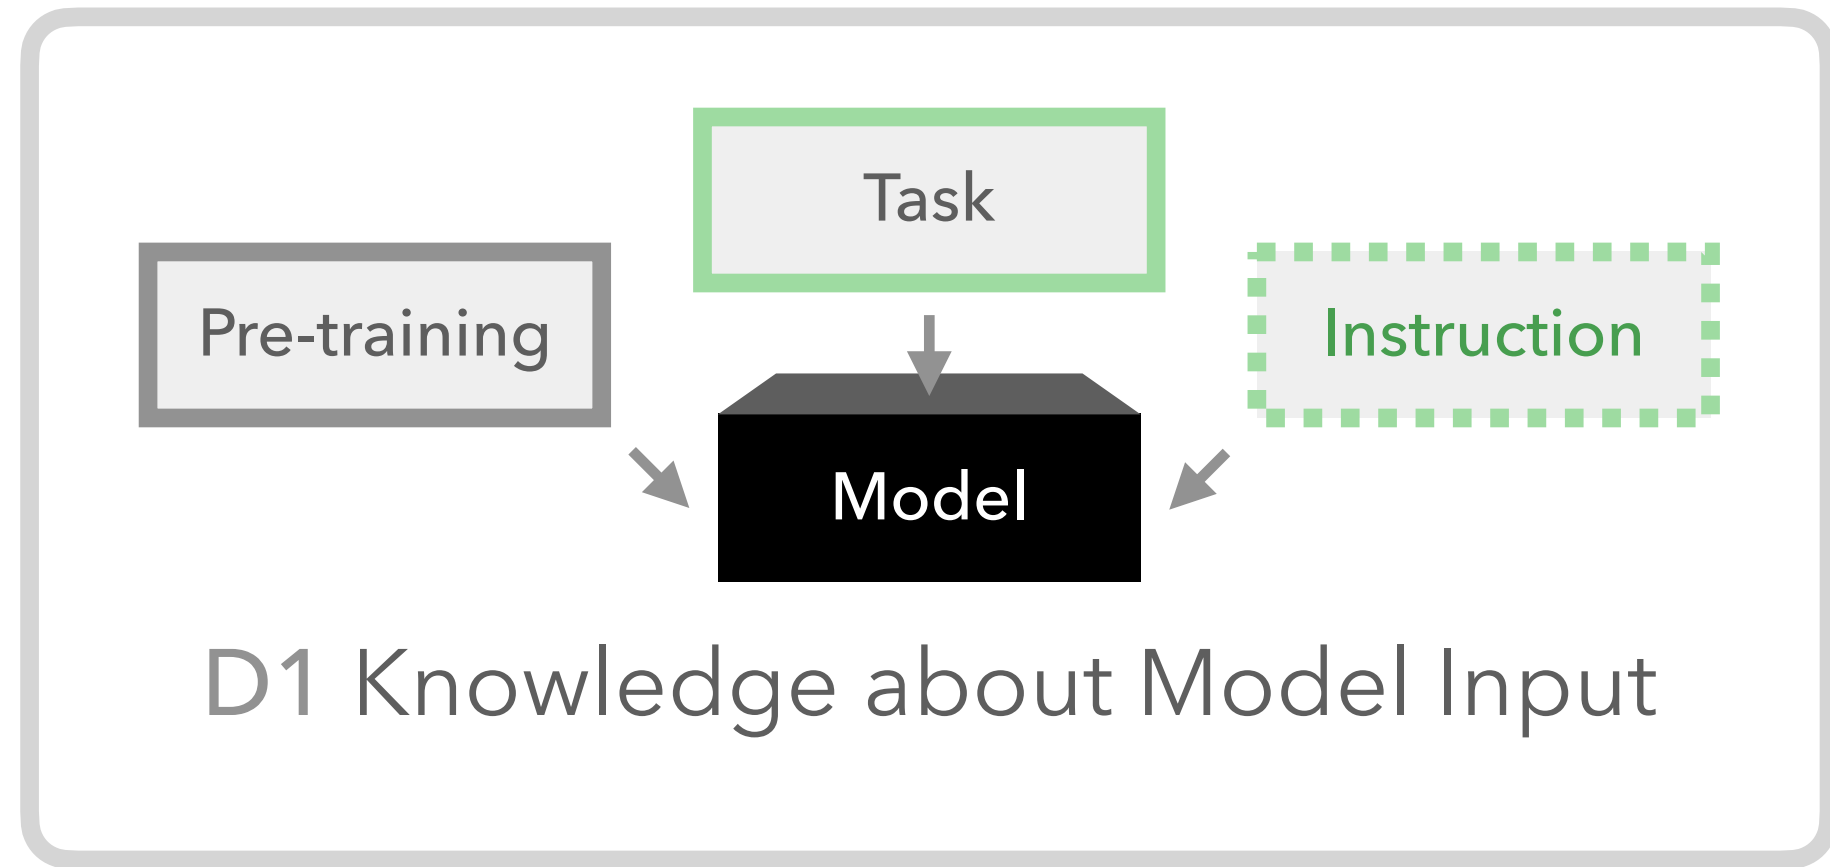 Task
Pre-training
Instruction
Model
D1 Knowledge about Model Input